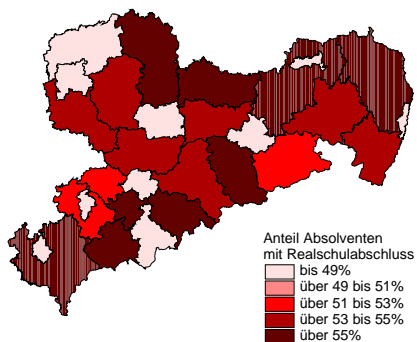 Anteil Absolventen
mit Realschulabschluss
bis 49%
über 49 bis 51%
über 51 bis 53%
über 53 bis 55%
über 55%